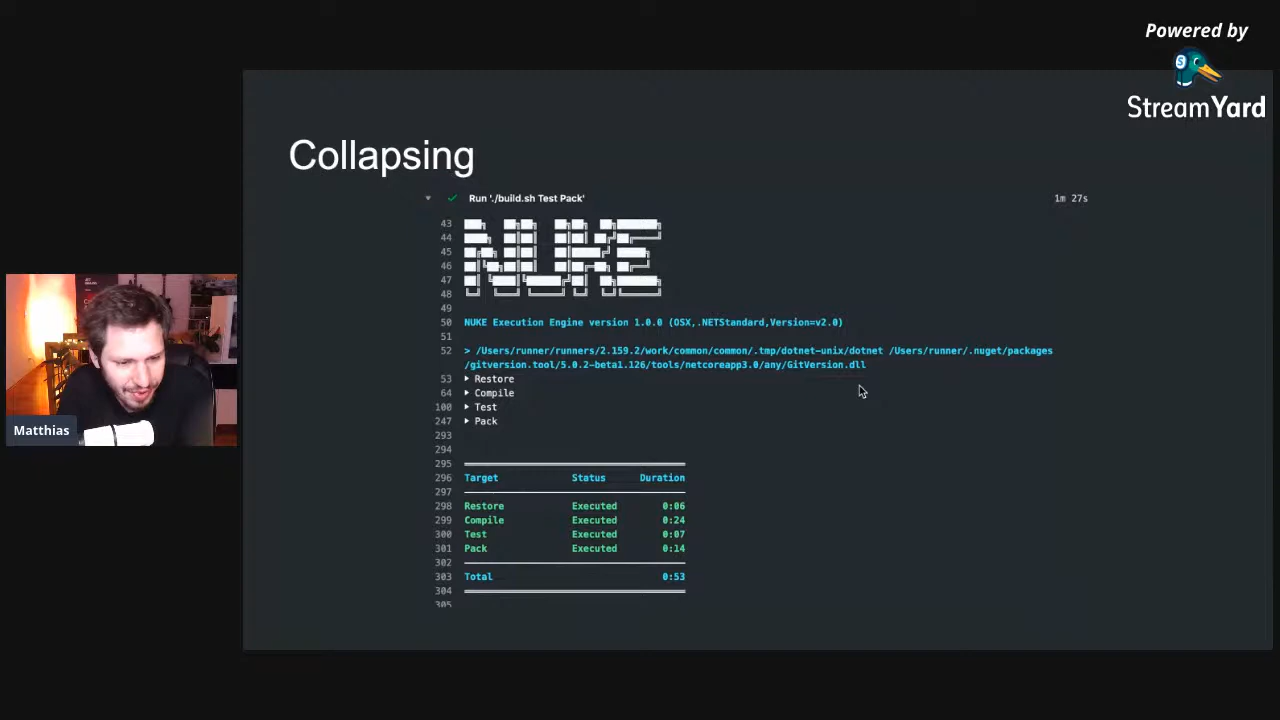 Powered by
StreamYard
Collapsing
Run './build.sh Test Pack' 1m 27s
43
44
45
46
47
48
NUKE
49
50 NUKE Execution Engine version 1.0.0 (OSX,.NETStandard,Version=v2.0)
51
52 > /Users/runner/runners/2.159.2/work/common/common/.tmp/dotnet-unix/dotnet /Users/runner/.nuget/packages
/gitversion.tool/5.0.2-beta1.126/tools/netcoreapp3.0/any/GitVersion.dll
53 Restore
64 Compile
100 Test
247 Pack
293
294
295
296 Target Status Duration
297
298 Restore Executed 0:06
299 Compile Executed 0:24
300 Test Executed 0:07
301 Pack Executed 0:14
302
303 Total 0:53
304
305
Matthias